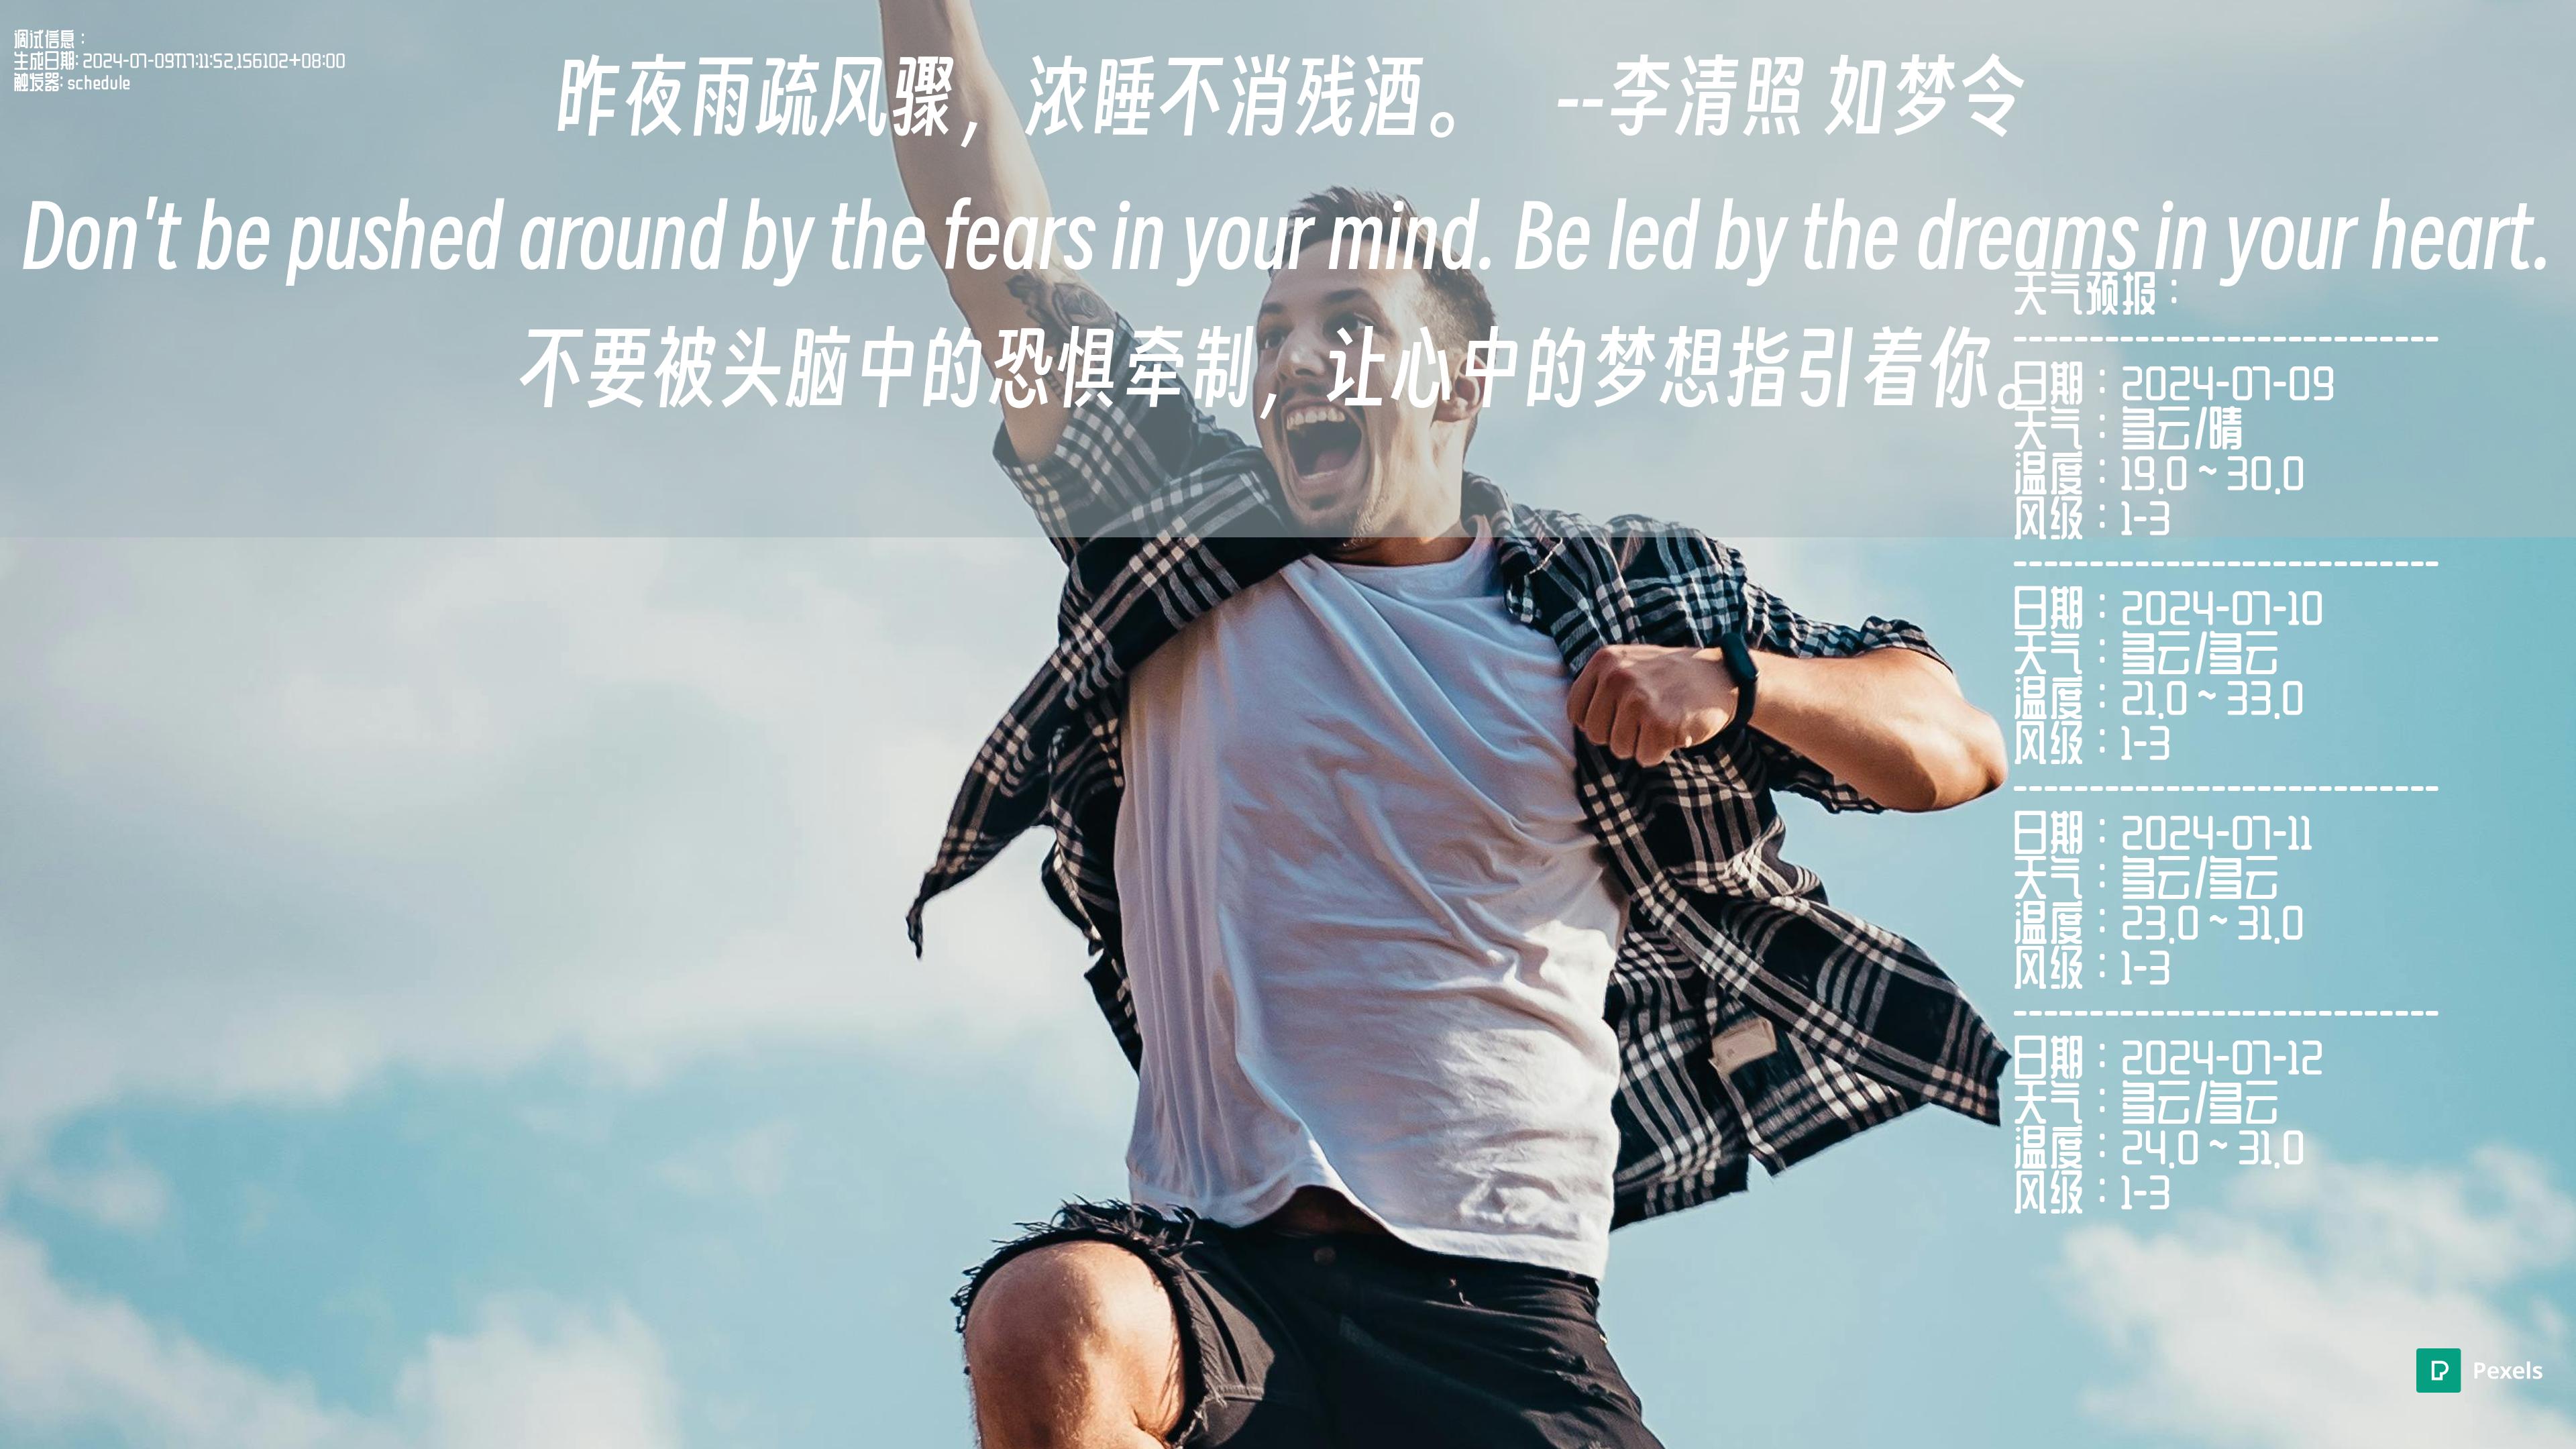 调试信息：
生成日期: 2024-07-09T17:11:52.156102+08:00
触发器: schedule
昨夜雨疏风骤，浓睡不消残酒。 --李清照 如梦令
Don't be pushed around by the fears in your mind. Be led by the dreams in your heart.
不要被头脑中的恐惧牵制，让心中的梦想指引着你。
天气预报：
----------------------------
日期：2024-07-09
天气：多云/晴
温度：19.0 ~ 30.0
风级：1-3
----------------------------
日期：2024-07-10
天气：多云/多云
温度：21.0 ~ 33.0
风级：1-3
----------------------------
日期：2024-07-11
天气：多云/多云
温度：23.0 ~ 31.0
风级：1-3
----------------------------
日期：2024-07-12
天气：多云/多云
温度：24.0 ~ 31.0
风级：1-3
Pexels